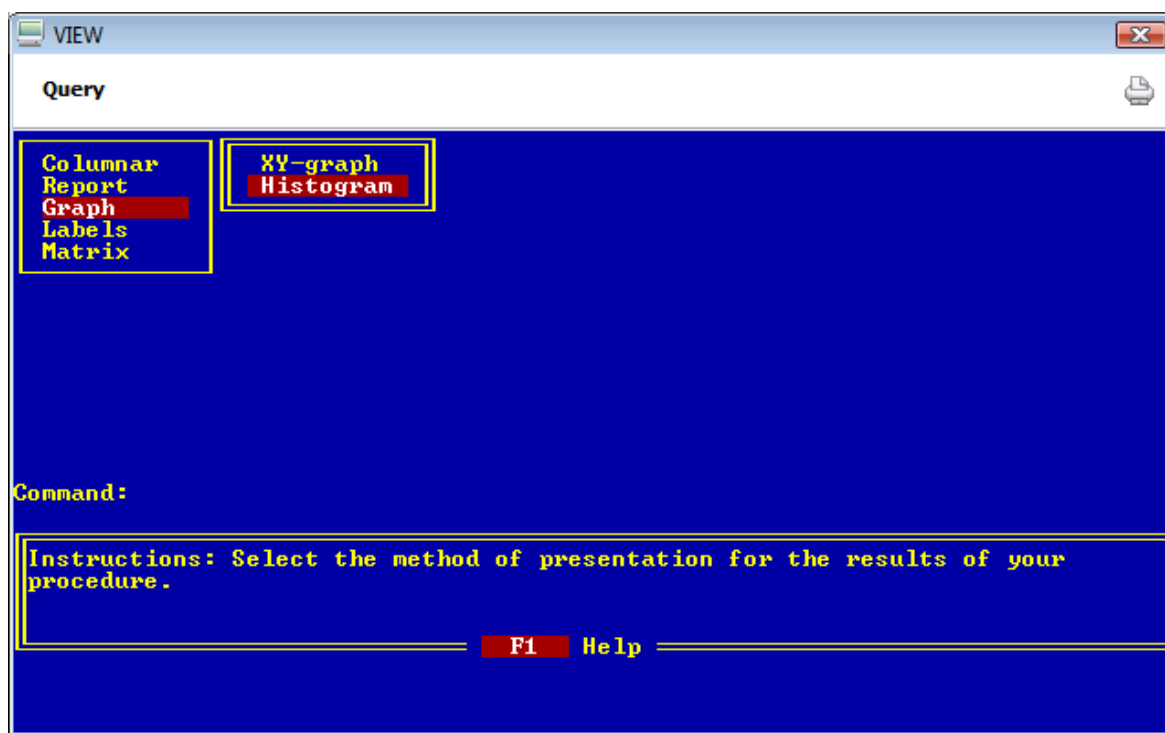 VIEW
Query
Columnar
Report
Graph
Labels
Matrix
XY-graph
Histogram
Command:
Instructions: Select the method of presentation for the results of your
procedure.
F1 Help